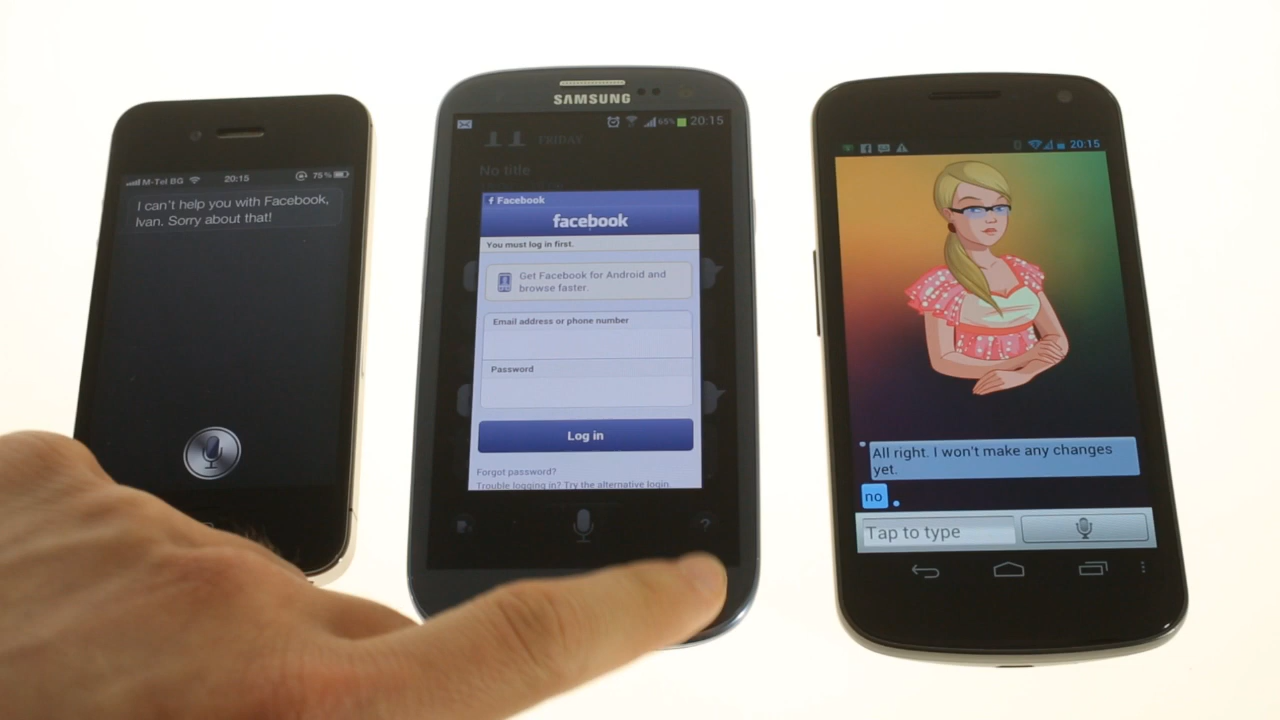 M-Tel BG 20:15 75%
I can't help you with Facebook,
Ivan. Sorry about that!
SAMSUNG
65% 20:15
FRIDAY
No title
f Facebook
facebook
You must log in first.
Get Facebook for Android and
browse faster.
Email address or phone number
Password
Log in
Forgot password?
Trouble logging in? Try the alternative login.
?
20:15
All right. I won't make any changes
yet.
no
Tap to type